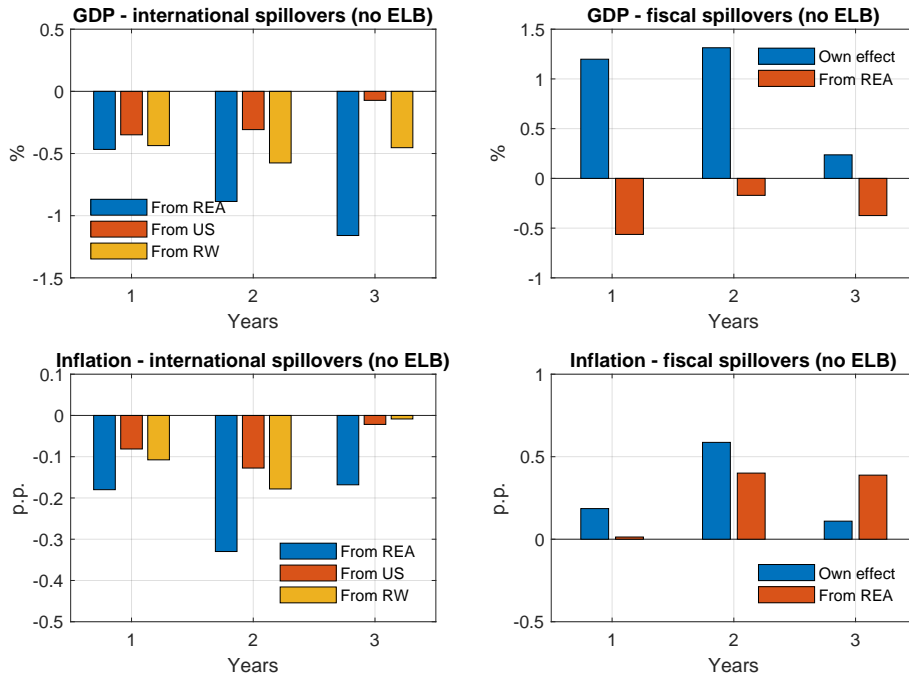 GDP - international spillovers (no ELB)
0.5
0
-0.5
-1
-1.5
%
From REA
From US
From RW
1
2
3
Years
GDP - fiscal spillovers (no ELB)
1.5
1
0.5
0
-0.5
-1
%
Own effect
From REA
1
2
3
Years
Inflation - international spillovers (no ELB)
0.1
0
-0.1
-0.2
-0.3
-0.4
-0.5
p.p.
From REA
From US
From RW
1
2
3
Years
Inflation - fiscal spillovers (no ELB)
1
0.5
0
-0.5
p.p.
Own effect
From REA
1
2
3
Years